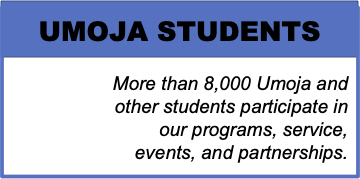 UMOJA STUDENTS
More than 8,000 Umoja and
other students participate in
our programs, service,
events, and partnerships.